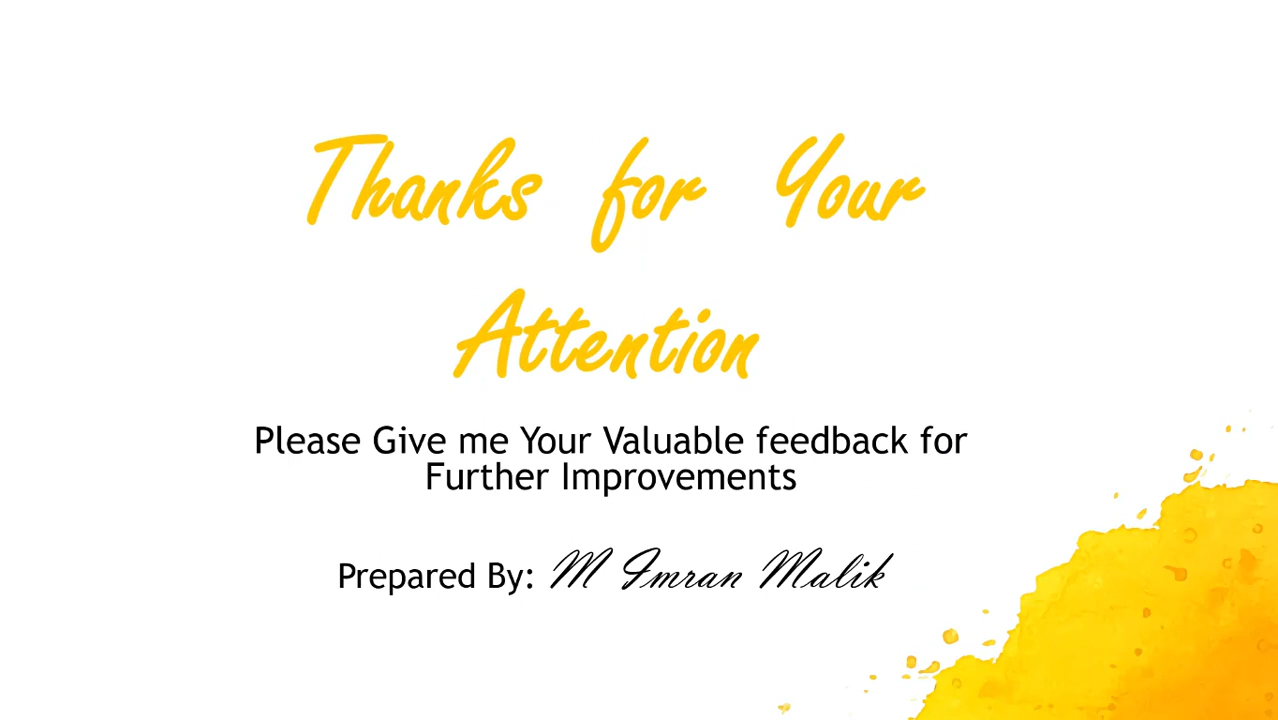 Thanks for Your
Attention
Please Give me Your Valuable feedback for
Further Improvements
Prepared By: M Imran Malik